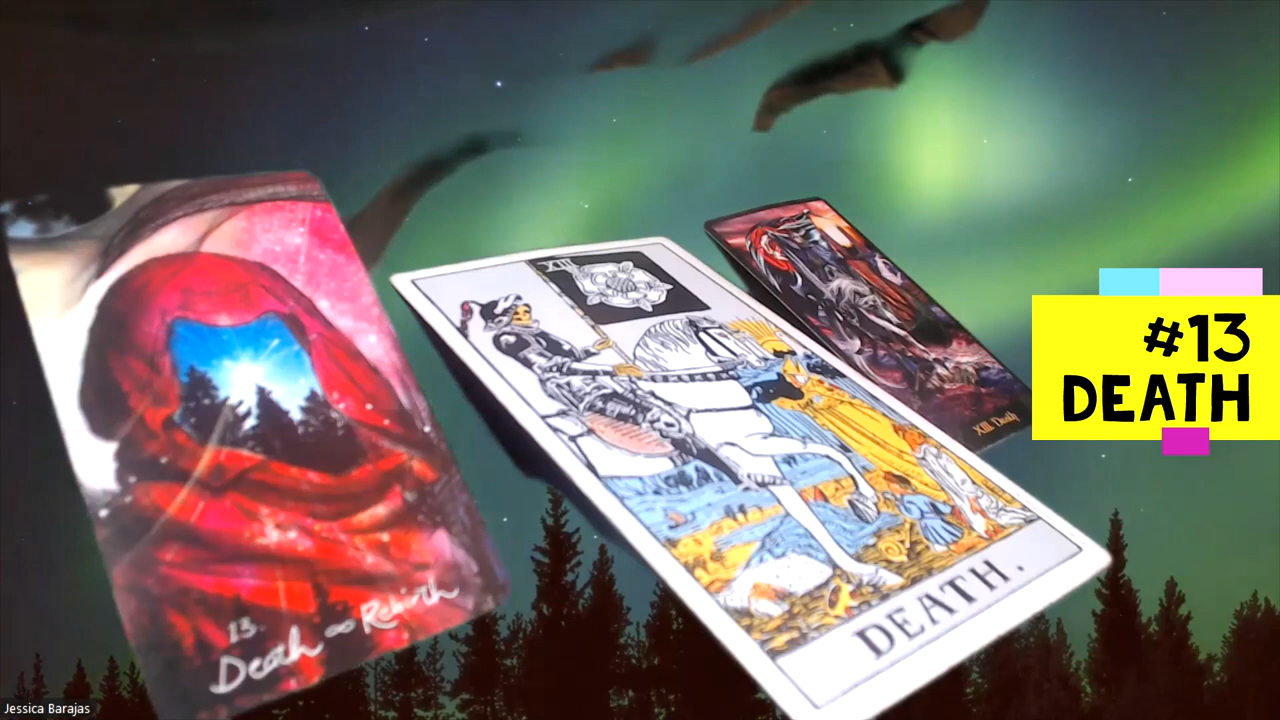 13.
Death ∞ Rebirth
XIII
DEATH.
XIII Death
#13
DEATH
Jessica Barajas